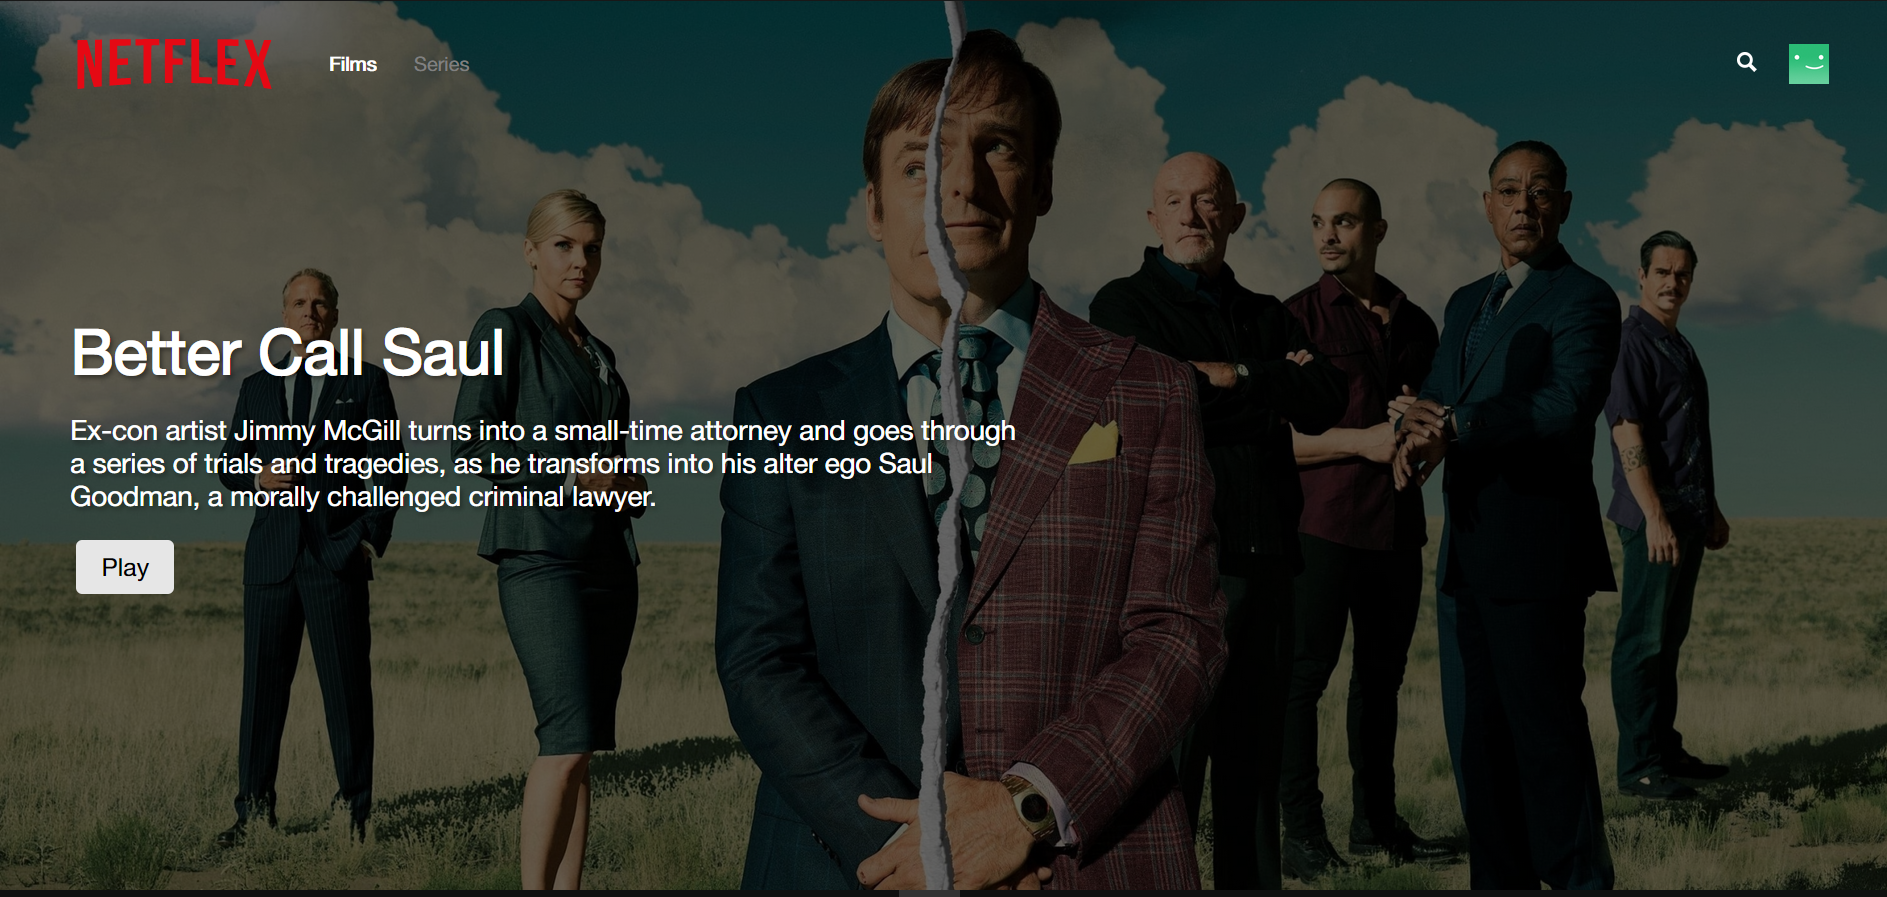 NETFLEX
Films
Series
Better Call Saul
Ex-con artist Jimmy McGill turns into a small-time attorney and goes through
a series of trials and tragedies, as he transforms into his alter ego Saul
Goodman, a morally challenged criminal lawyer.
Play